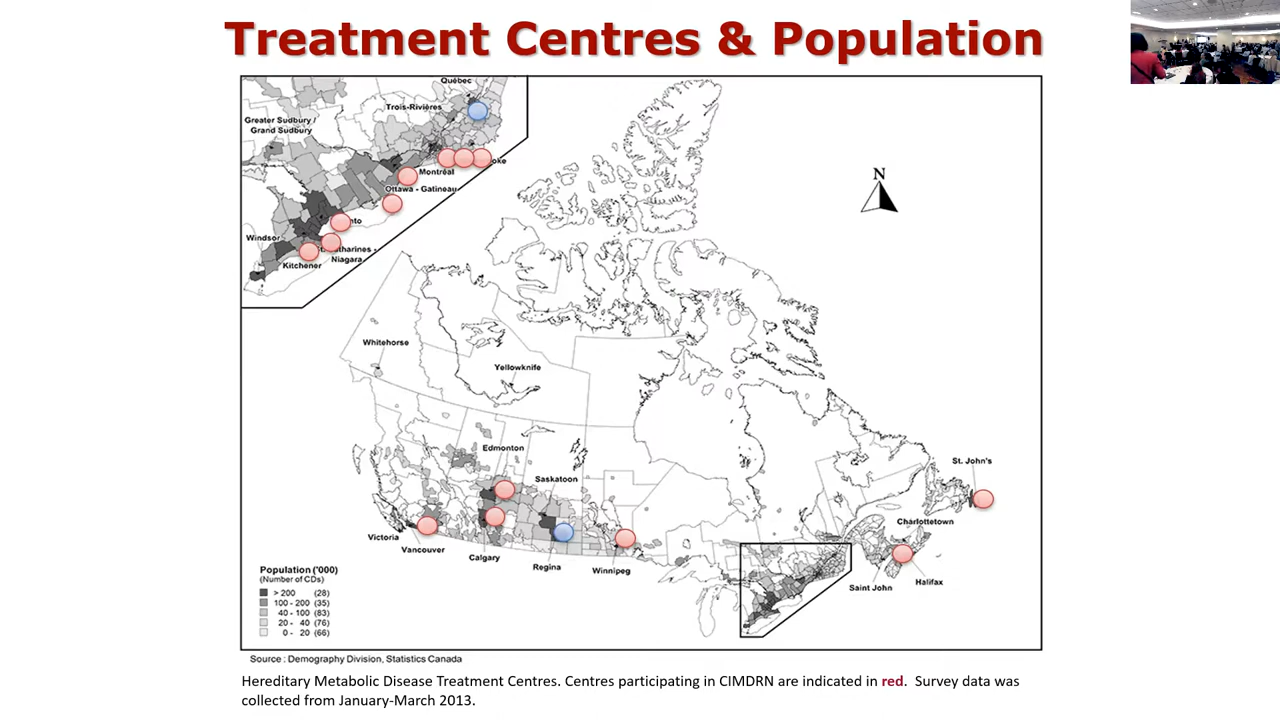 Treatment Centres & Population
Québec
Trois-Rivières
Greater Sudbury /
Grand Sudbury
oke
Montréal
Ottawa - Gatineau
nto
Windsor
tharines -
Niagara
Kitchener
N
Whitehorse
Yellowknife
Edmonton
St. John's
Saskatoon
Charlottetown
Victoria
Vancouver
Calgary
Regina
Winnipeg
Saint John
Halifax
Population ('000)
(Number of CDs)
> 200 (28)
100 - 200 (35)
40 - 100 (83)
20 - 40 (76)
0 - 20 (66)
Source : Demography Division, Statistics Canada
Hereditary Metabolic Disease Treatment Centres. Centres participating in CIMDRN are indicated in red. Survey data was
collected from January-March 2013.